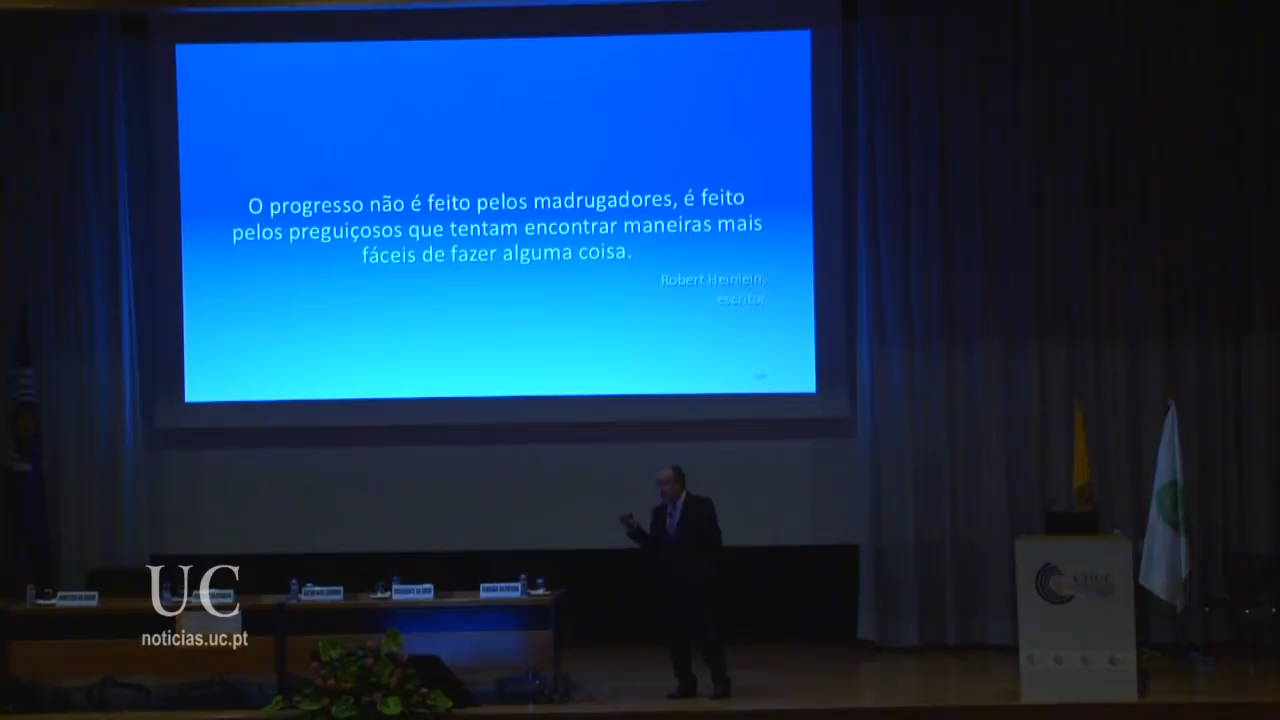 O progresso não é feito pelos madrugadores, é feito
pelos preguiçosos que tentam encontrar maneiras mais
fáceis de fazer alguma coisa.
Robert Heinlein,
escritor
CHUC
UC
noticias.uc.pt